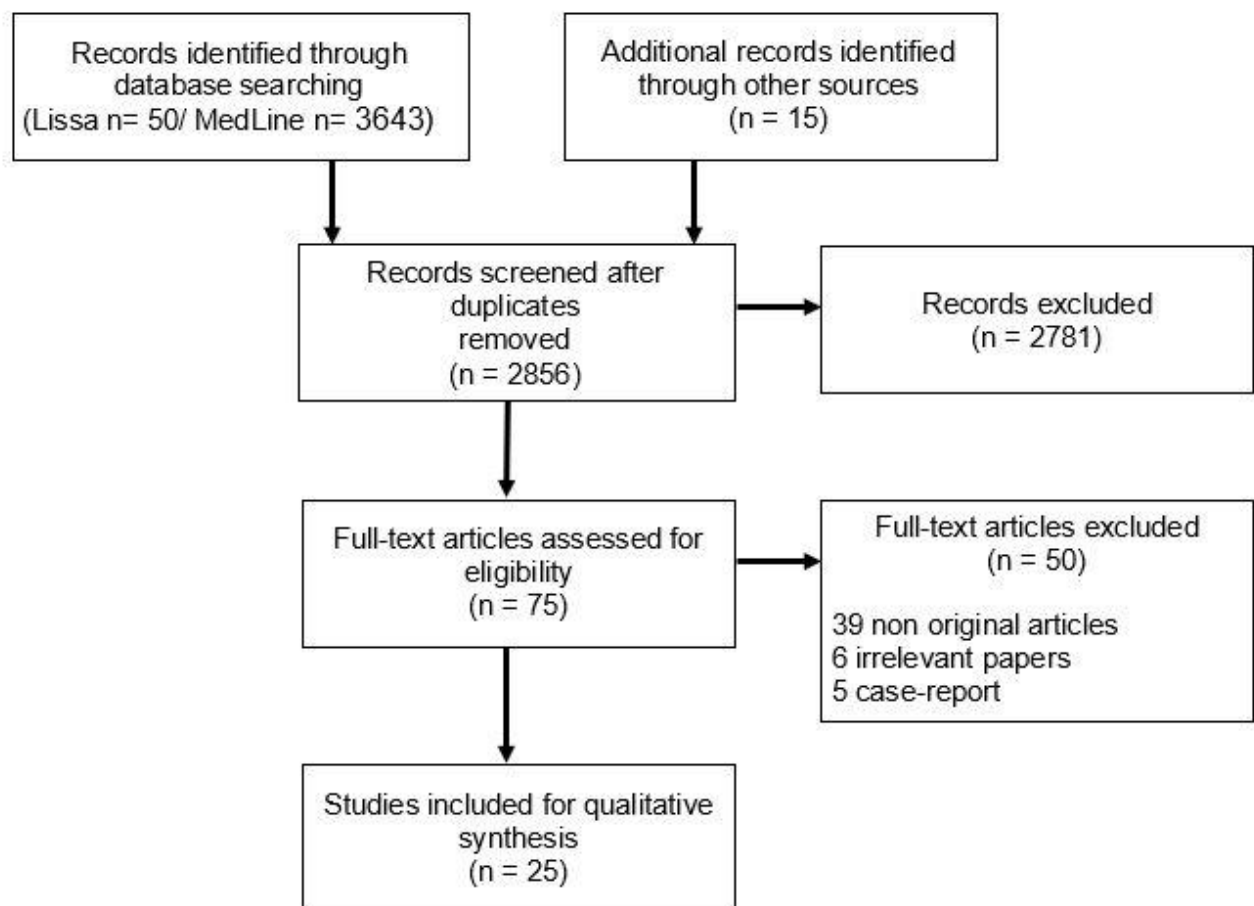 Records identified through
database searching
(Lissa n= 50/ MedLine n= 3643)
Additional records identified
through other sources
(n = 15)
Records screened after
duplicates
removed
(n = 2856)
Records excluded
(n = 2781)
Full-text articles assessed for
eligibility
(n = 75)
Full-text articles excluded
(n = 50)
39 non original articles
6 irrelevant papers
5 case-report
Studies included for qualitative
synthesis
(n = 25)